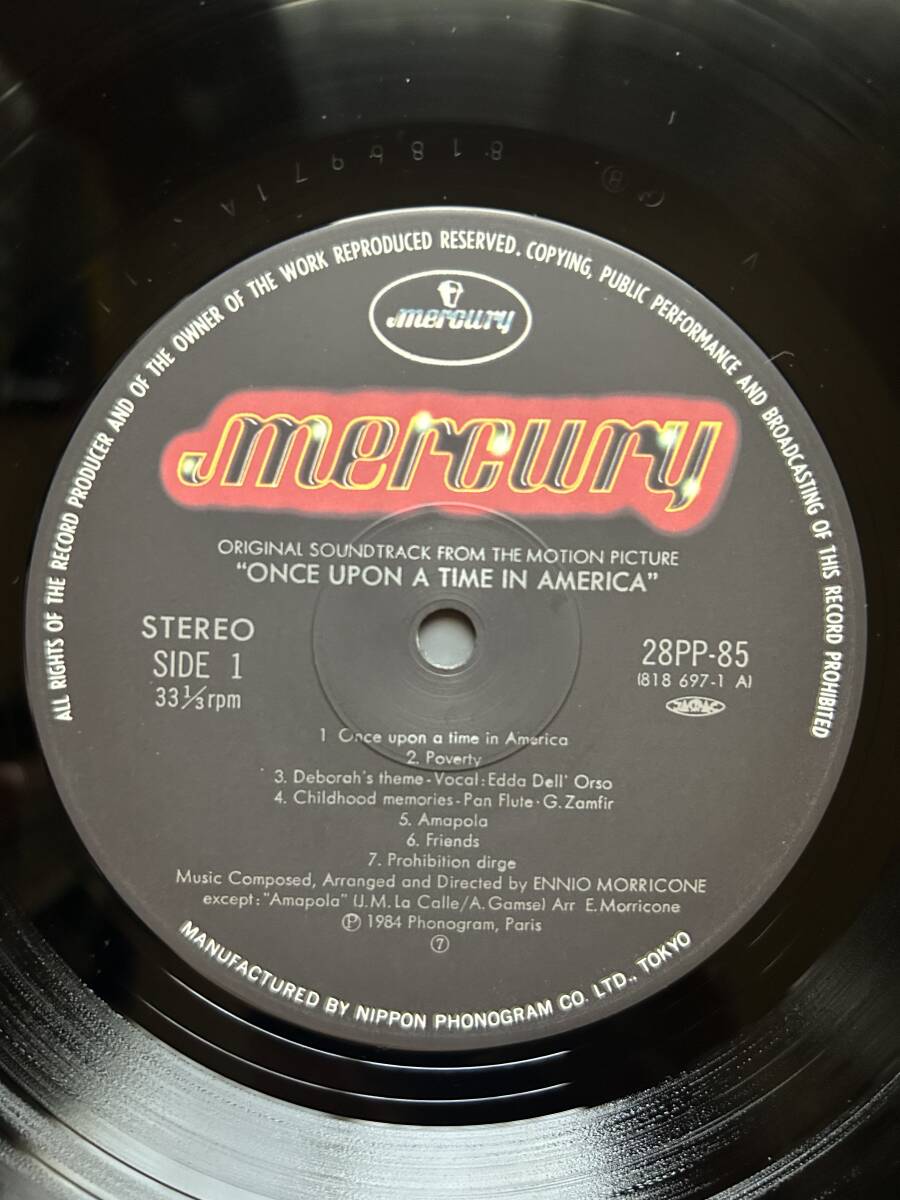 ALL RIGHTS OF THE RECORD PRODUCER AND OF THE OWNER OF THE WORK REPRODUCED RESERVED. COPYING, PUBLIC PERFORMANCE AND BROADCASTING OF THIS RECORD PROHIBITED
mercury
mercury
ORIGINAL SOUNDTRACK FROM THE MOTION PICTURE
"ONCE UPON A TIME IN AMERICA"
STEREO
SIDE 1
33 1/3 rpm
28PP-85
(818 697-1 A)
JASRAC
1 Once upon a time in America
2. Poverty
3. Deborah's theme - Vocal: Edda Dell' Orso
4. Childhood memories - Pan Flute · G. Zamfir
5. Amapola
6. Friends
7. Prohibition dirge
Music Composed, Arranged and Directed by ENNIO MORRICONE
except: "Amapola" (J.M. La Calle/A. Gamse) Arr E. Morricone
Ⓟ 1984 Phonogram, Paris
⑦
MANUFACTURED BY NIPPON PHONOGRAM CO. LTD., TOKYO